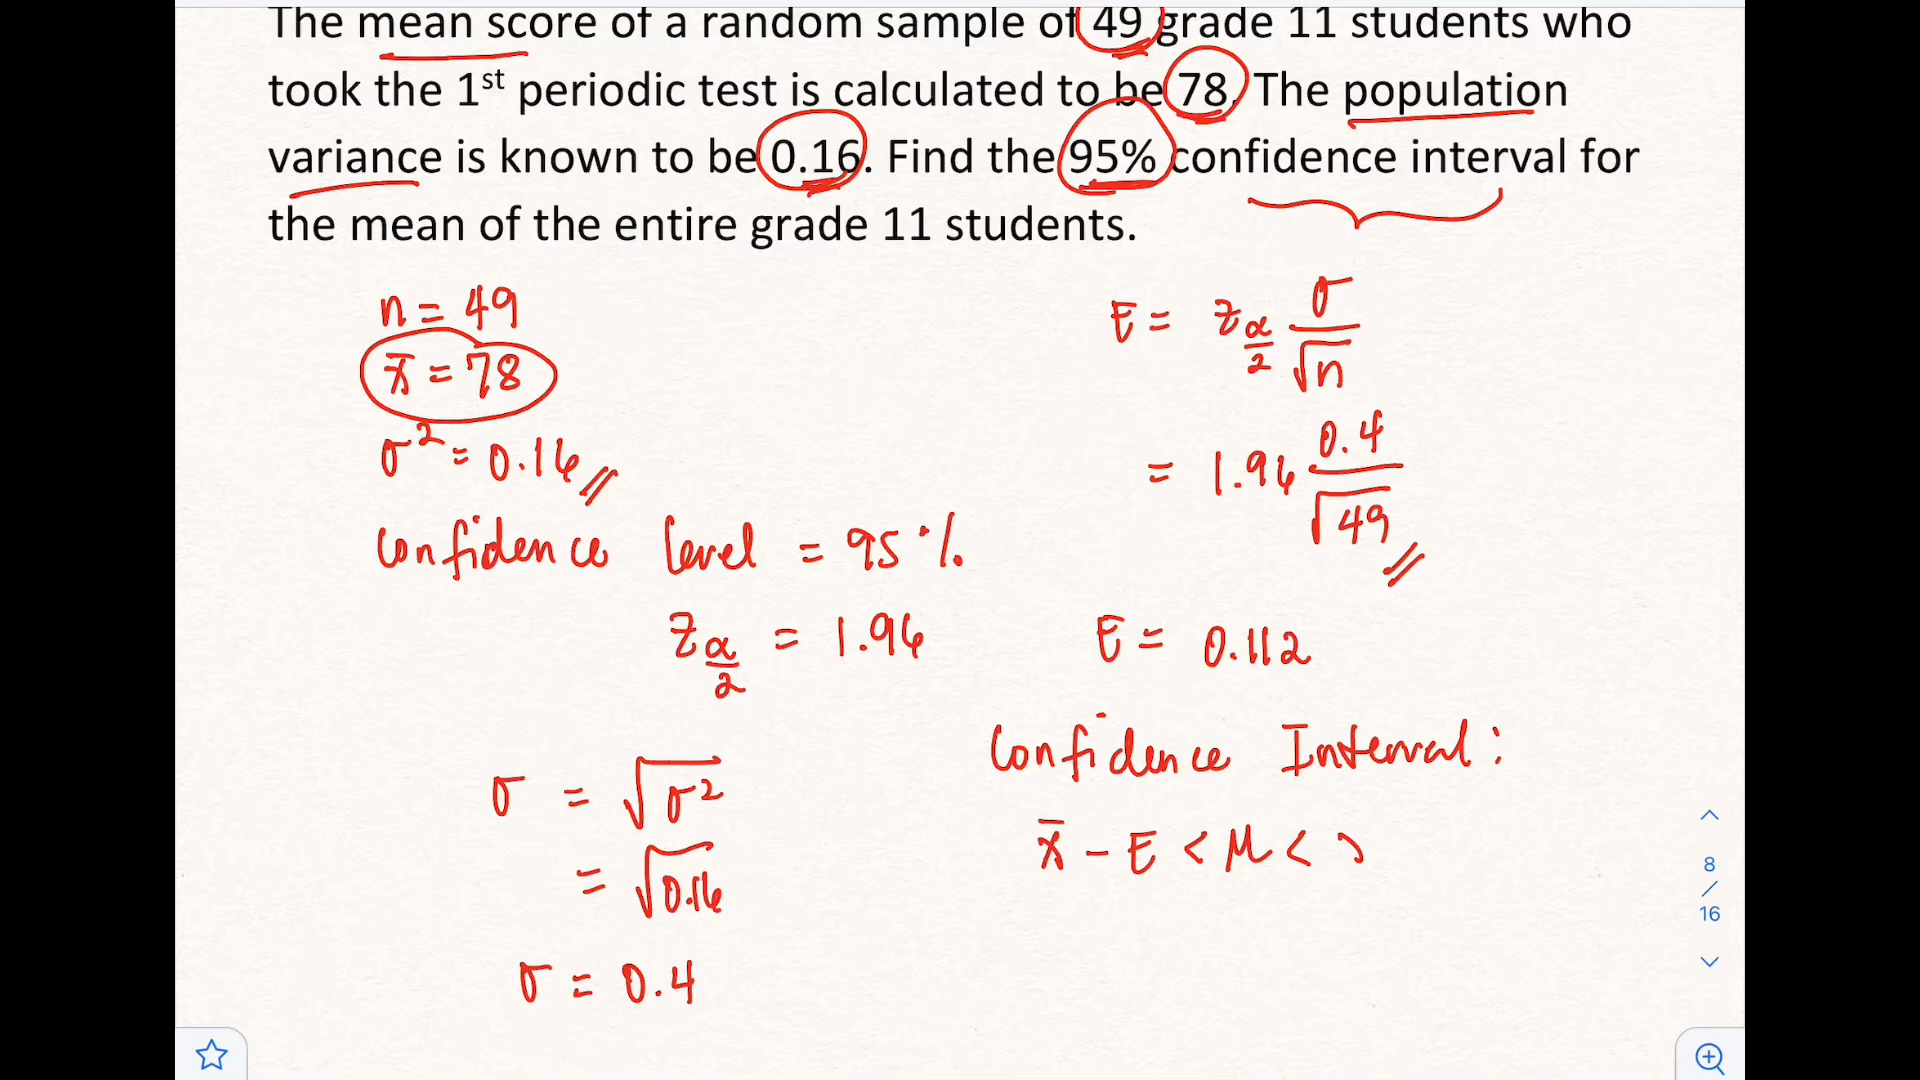 The mean score of a random sample of 49 grade 11 students who
took the 1st periodic test is calculated to be 78. The population
variance is known to be 0.16. Find the 95% confidence interval for
the mean of the entire grade 11 students.
n = 49
x̄ = 78
σ² = 0.16
Confidence level = 95%
z α/2 = 1.96
σ = √σ²
= √0.16
σ = 0.4
E = z α/2 σ/√n
= 1.96 0.4/√49
E = 0.112
Confidence Interval:
x̄ - E < μ <
8
/
16